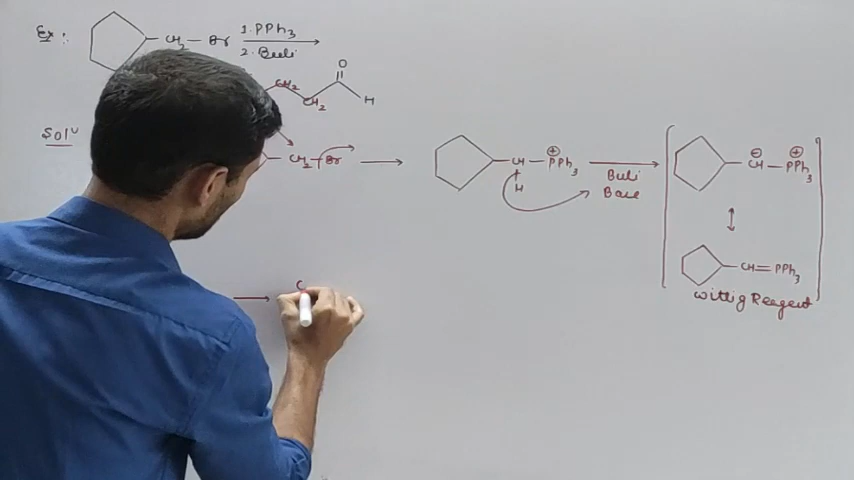 Ex:
CH2 – Br
1. PPh3
2. Buli
O
CH2
CH2
H
Solu
CH2 – Br
CH – PPh3
⊕
H
Buli
Base
⊖ ⊕
CH – PPh3
CH = PPh3
Wittig Reagent
C